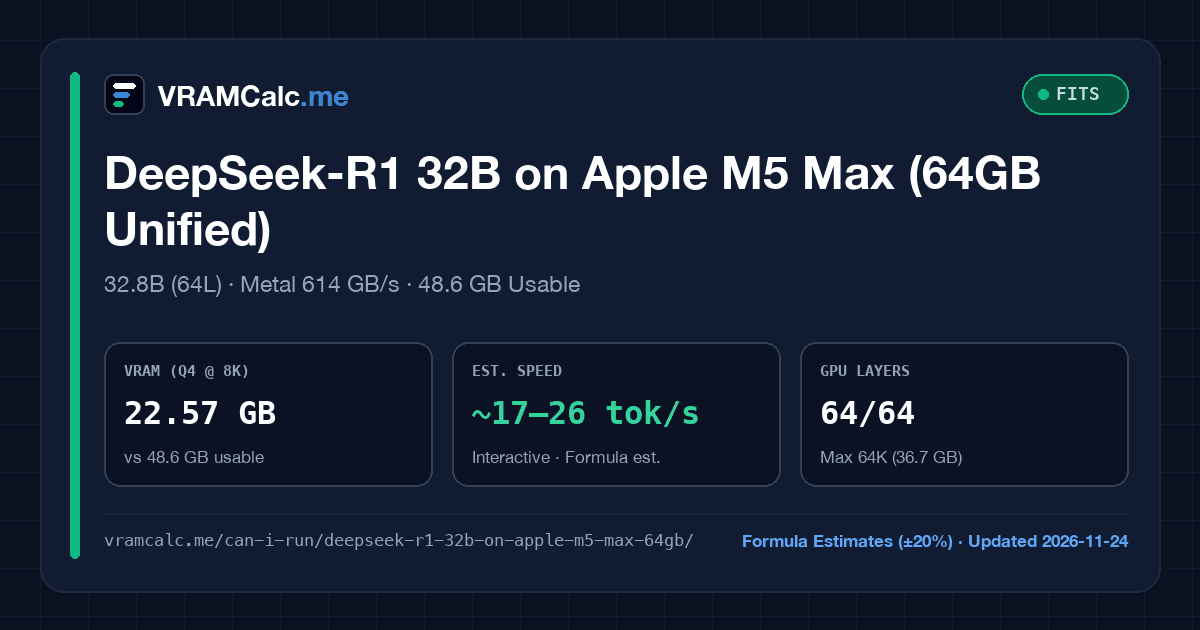 VRAMCalc.me
FITS
DeepSeek-R1 32B on Apple M5 Max (64GB
Unified)
32.8B (64L) · Metal 614 GB/s · 48.6 GB Usable
VRAM (Q4 @ 8K)
22.57 GB
vs 48.6 GB usable
EST. SPEED
~17–26 tok/s
Interactive · Formula est.
GPU LAYERS
64/64
Max 64K (36.7 GB)
vramcalc.me/can-i-run/deepseek-r1-32b-on-apple-m5-max-64gb/
Formula Estimates (±20%) · Updated 2026-11-24